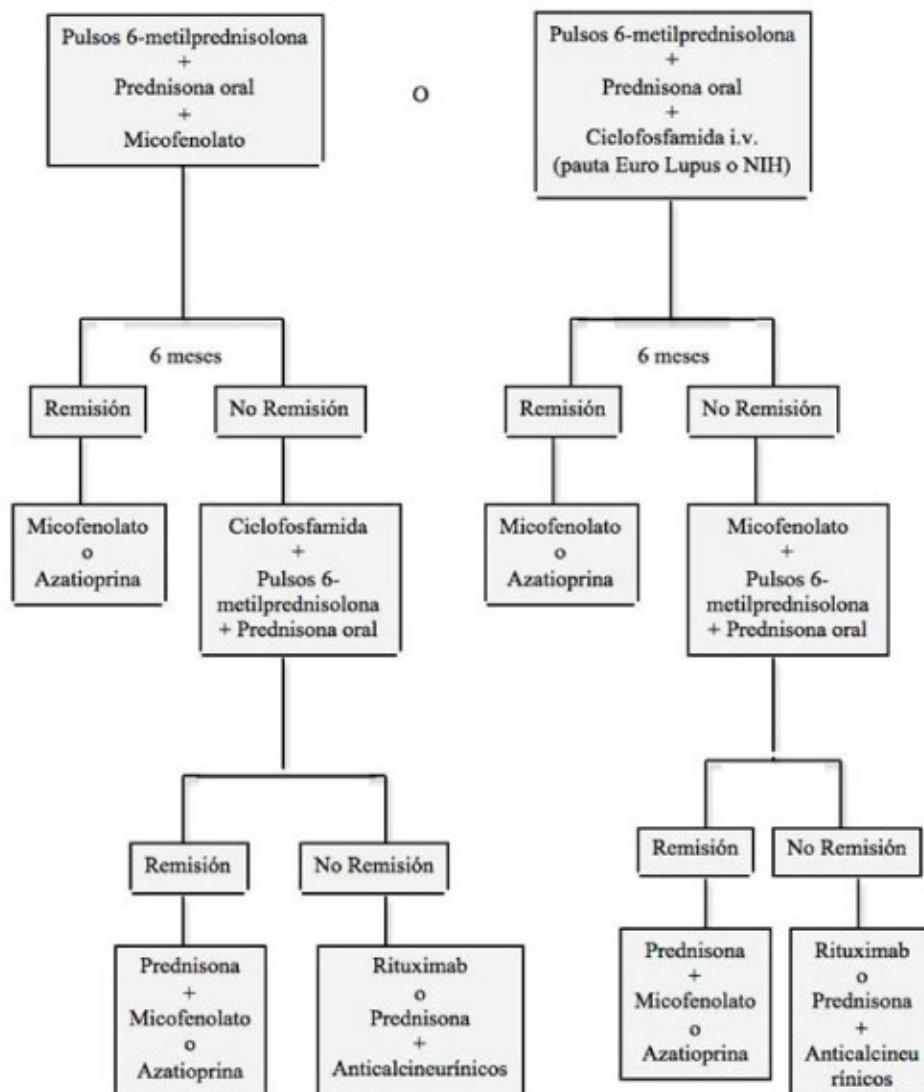 Pulsos 6-metilprednisolona
+
Prednisona oral
+
Micofenolato
O
Pulsos 6-metilprednisolona
+
Prednisona oral
+
Ciclofosfamida i.v.
(pauta Euro Lupus o NIH)
6 meses
Remisión
No Remisión
6 meses
Remisión
No Remisión
Micofenolato
o
Azatioprina
Ciclofosfamida
+
Pulsos 6-
metilprednisolona
+ Prednisona oral
Micofenolato
o
Azatioprina
Micofenolato
+
Pulsos 6-
metilprednisolona
+ Prednisona oral
Remisión
No Remisión
Remisión
No Remisión
Prednisona
+
Micofenolato
o
Azatioprina
Rituximab
o
Prednisona
+
Anticalcineurínicos
Prednisona
+
Micofenolato
o
Azatioprina
Rituximab
o
Prednisona
+
Anticalcineu
rínicos